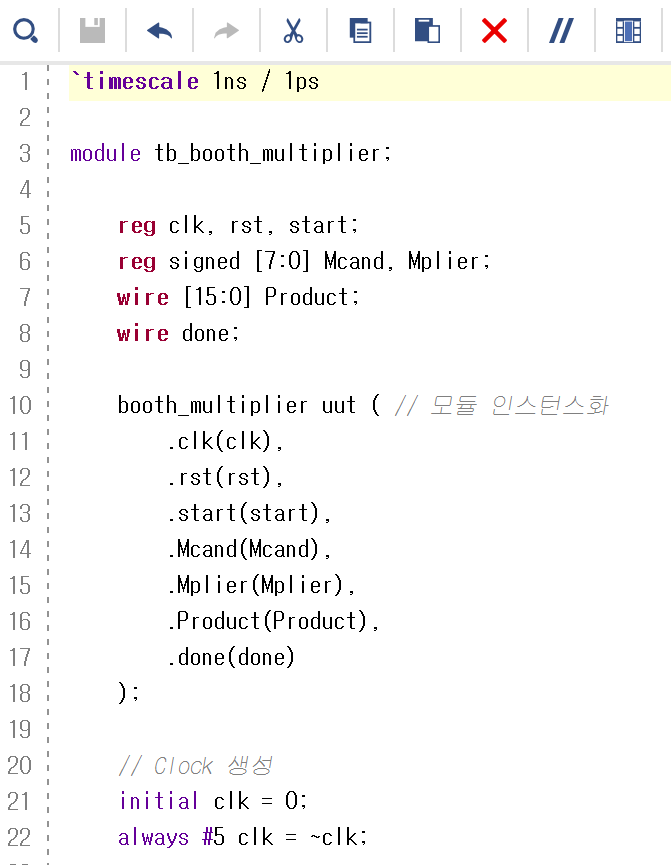 1 `timescale 1ns / 1ps
2
3 module tb_booth_multiplier;
4
5 reg clk, rst, start;
6 reg signed [7:0] Mcand, Mplier;
7 wire [15:0] Product;
8 wire done;
9
10 booth_multiplier uut ( // 모듈 인스턴스화
11 .clk(clk),
12 .rst(rst),
13 .start(start),
14 .Mcand(Mcand),
15 .Mplier(Mplier),
16 .Product(Product),
17 .done(done)
18 );
19
20 // Clock 생성
21 initial clk = 0;
22 always #5 clk = ~clk;